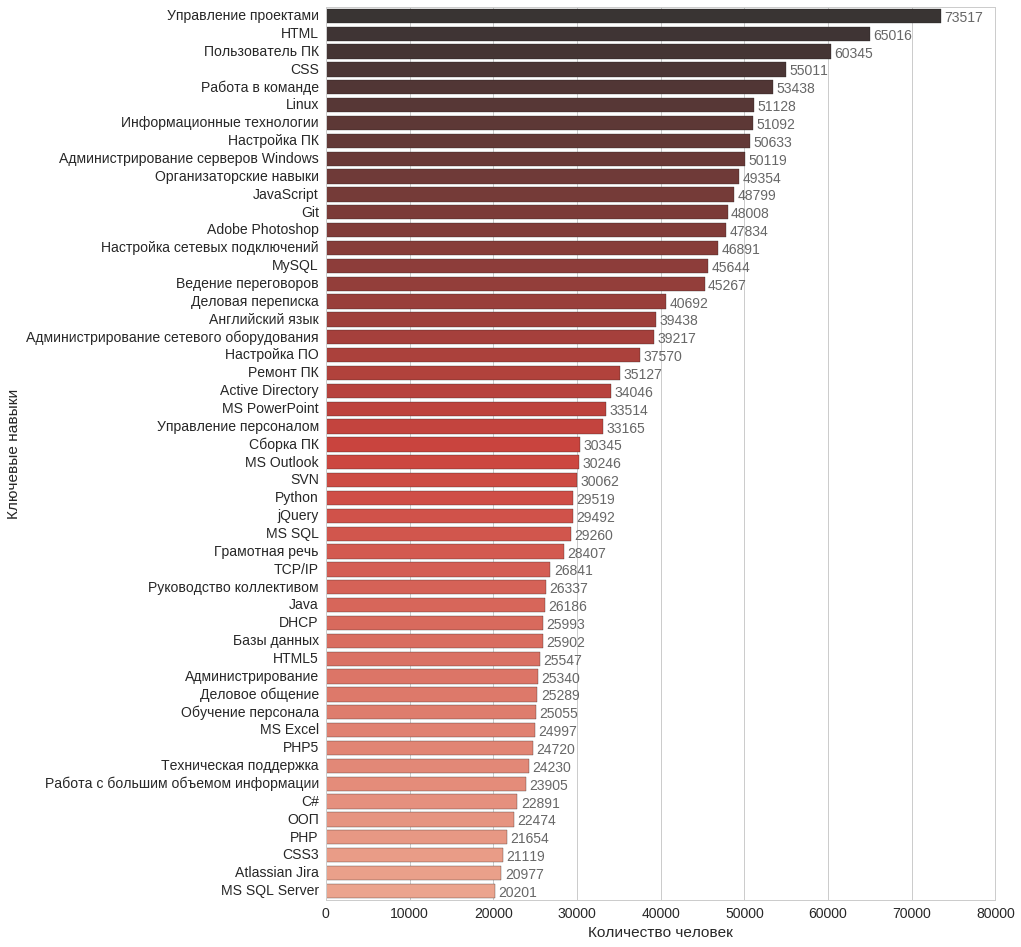 Управление проектами 73517
HTML 65016
Пользователь ПК 60345
CSS 55011
Работа в команде 53438
Linux 51128
Информационные технологии 51092
Настройка ПК 50633
Администрирование серверов Windows 50119
Организаторские навыки 49354
JavaScript 48799
Git 48008
Adobe Photoshop 47834
Настройка сетевых подключений 46891
MySQL 45644
Ведение переговоров 45267
Деловая переписка 40692
Английский язык 39438
Администрирование сетевого оборудования 39217
Настройка ПО 37570
Ремонт ПК 35127
Active Directory 34046
MS PowerPoint 33514
Управление персоналом 33165
Сборка ПК 30345
MS Outlook 30246
SVN 30062
Python 29519
jQuery 29492
MS SQL 29260
Грамотная речь 28407
TCP/IP 26841
Руководство коллективом 26337
Java 26186
DHCP 25993
Базы данных 25902
HTML5 25547
Администрирование 25340
Деловое общение 25289
Обучение персонала 25055
MS Excel 24997
PHP5 24720
Техническая поддержка 24230
Работа с большим объемом информации 23905
C# 22891
ООП 22474
PHP 21654
CSS3 21119
Atlassian Jira 20977
MS SQL Server 20201
0 10000 20000 30000 40000 50000 60000 70000 80000
Количество человек
Ключевые навыки